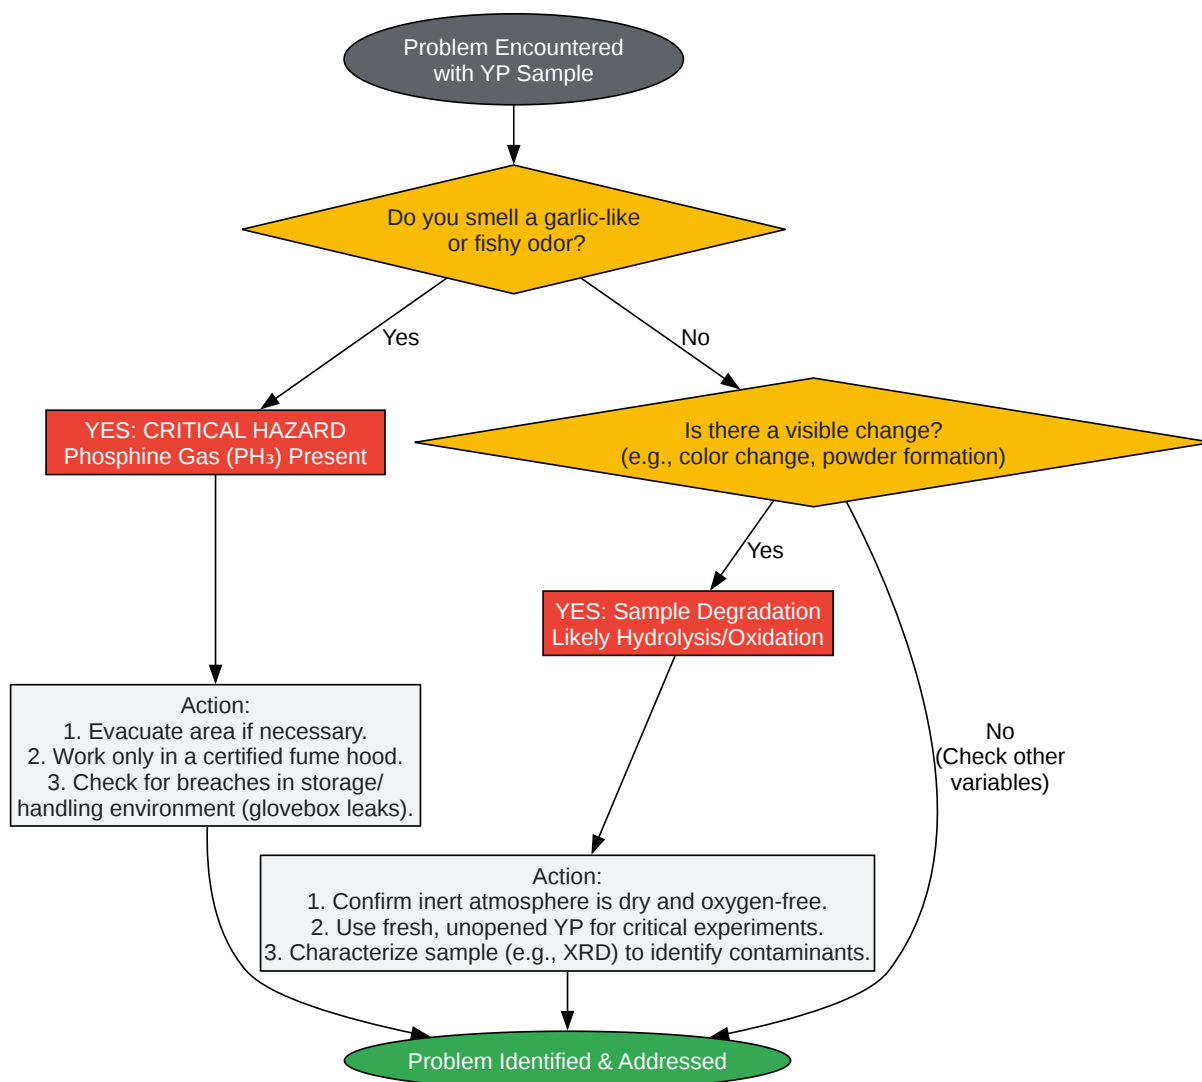 Problem Encountered
with YP Sample
Do you smell a garlic-like
or fishy odor?
Yes
No
YES: CRITICAL HAZARD
Phosphine Gas (PH₃) Present
Is there a visible change?
(e.g., color change, powder formation)
Yes
YES: Sample Degradation
Likely Hydrolysis/Oxidation
Action:
1. Evacuate area if necessary.
2. Work only in a certified fume hood.
3. Check for breaches in storage/
handling environment (glovebox leaks).
No
(Check other
variables)
Action:
1. Confirm inert atmosphere is dry and oxygen-free.
2. Use fresh, unopened YP for critical experiments.
3. Characterize sample (e.g., XRD) to identify contaminants.
Problem Identified & Addressed